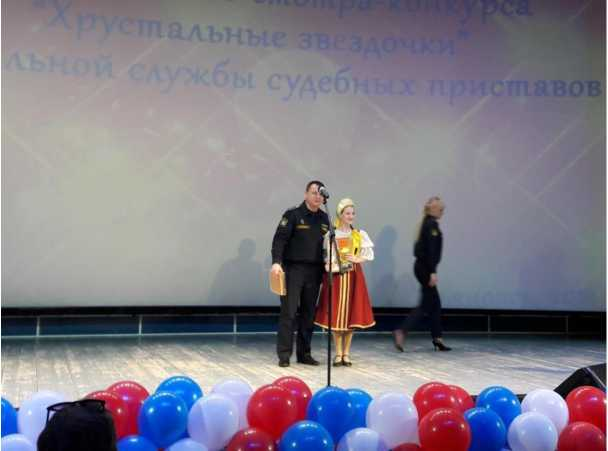 смотра-конкурса
"Хрустальные звездочки"
льной службы судебных приставов